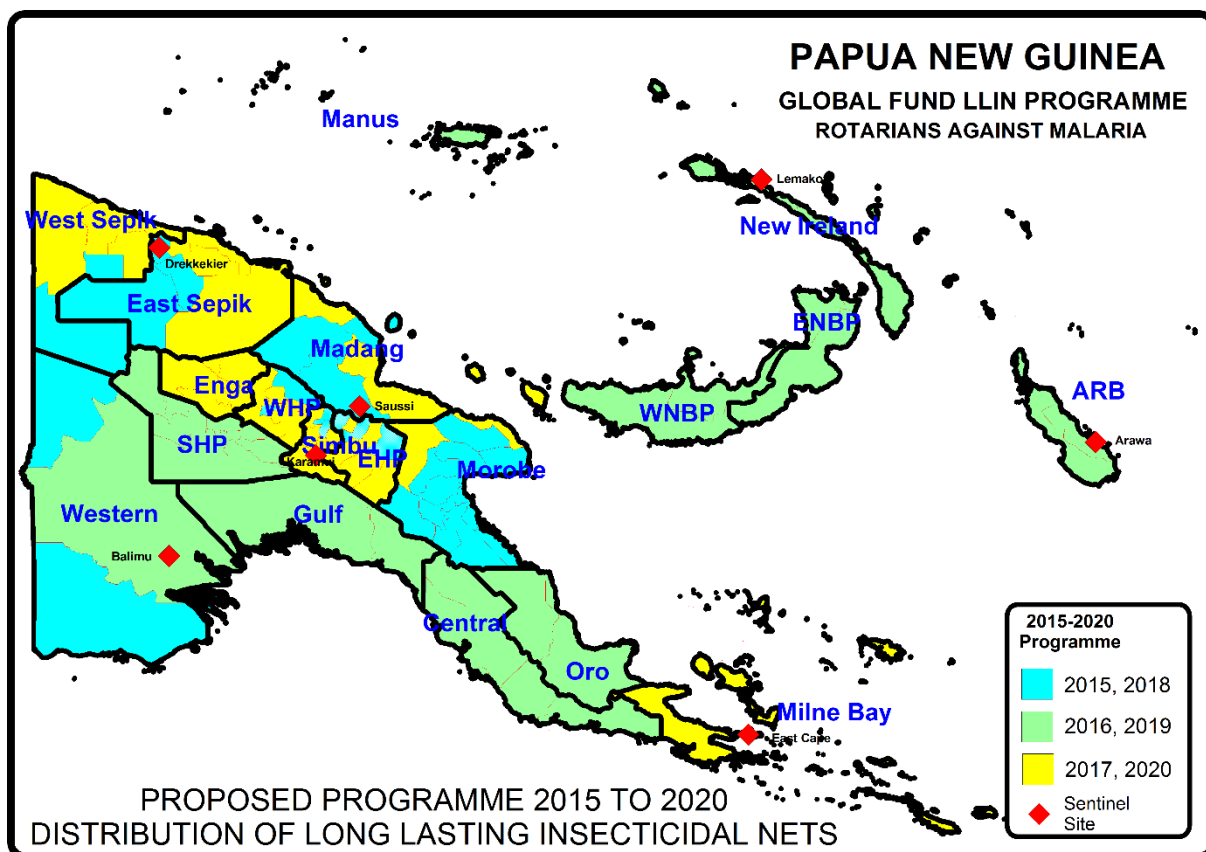 PAPUA NEW GUINEA
GLOBAL FUND LLIN PROGRAMME
ROTARIANS AGAINST MALARIA
Manus
Lemako
West Sepik
New Ireland
Drekkekier
East Sepik
ENBP
Madang
Enga
ARB
WHP
Saussi
WNBP
SHP
Simbu
Arawa
Karamui
EHP
Morobe
Western
Gulf
Balimu
Central
Oro
Milne Bay
East Cape
2015-2020
Programme
2015, 2018
2016, 2019
2017, 2020
Sentinel
Site
PROPOSED PROGRAMME 2015 TO 2020
DISTRIBUTION OF LONG LASTING INSECTICIDAL NETS